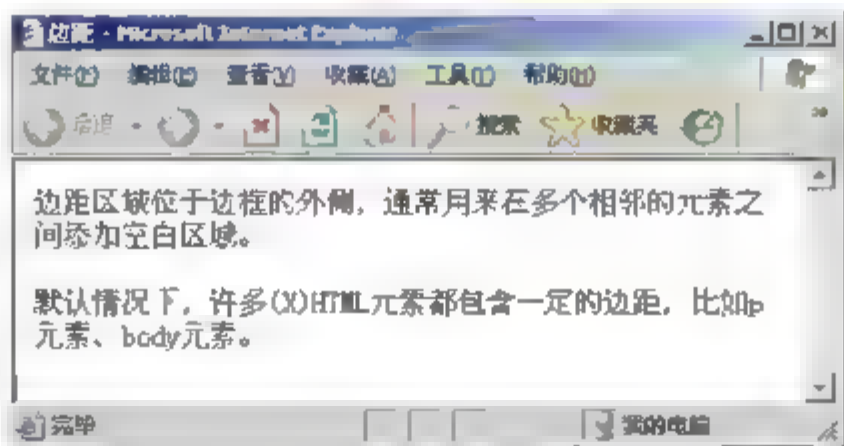 边距 - Microsoft Internet Explorer
文件(F) 编辑(E) 查看(V) 收藏(A) 工具(T) 帮助(H)
后退 搜索 收藏夹
边距区域位于边框的外侧，通常用来在多个相邻的元素之
间添加空白区域。
默认情况下，许多(X)HTML元素都包含一定的边距，比如p
元素、body元素。
完毕 我的电脑